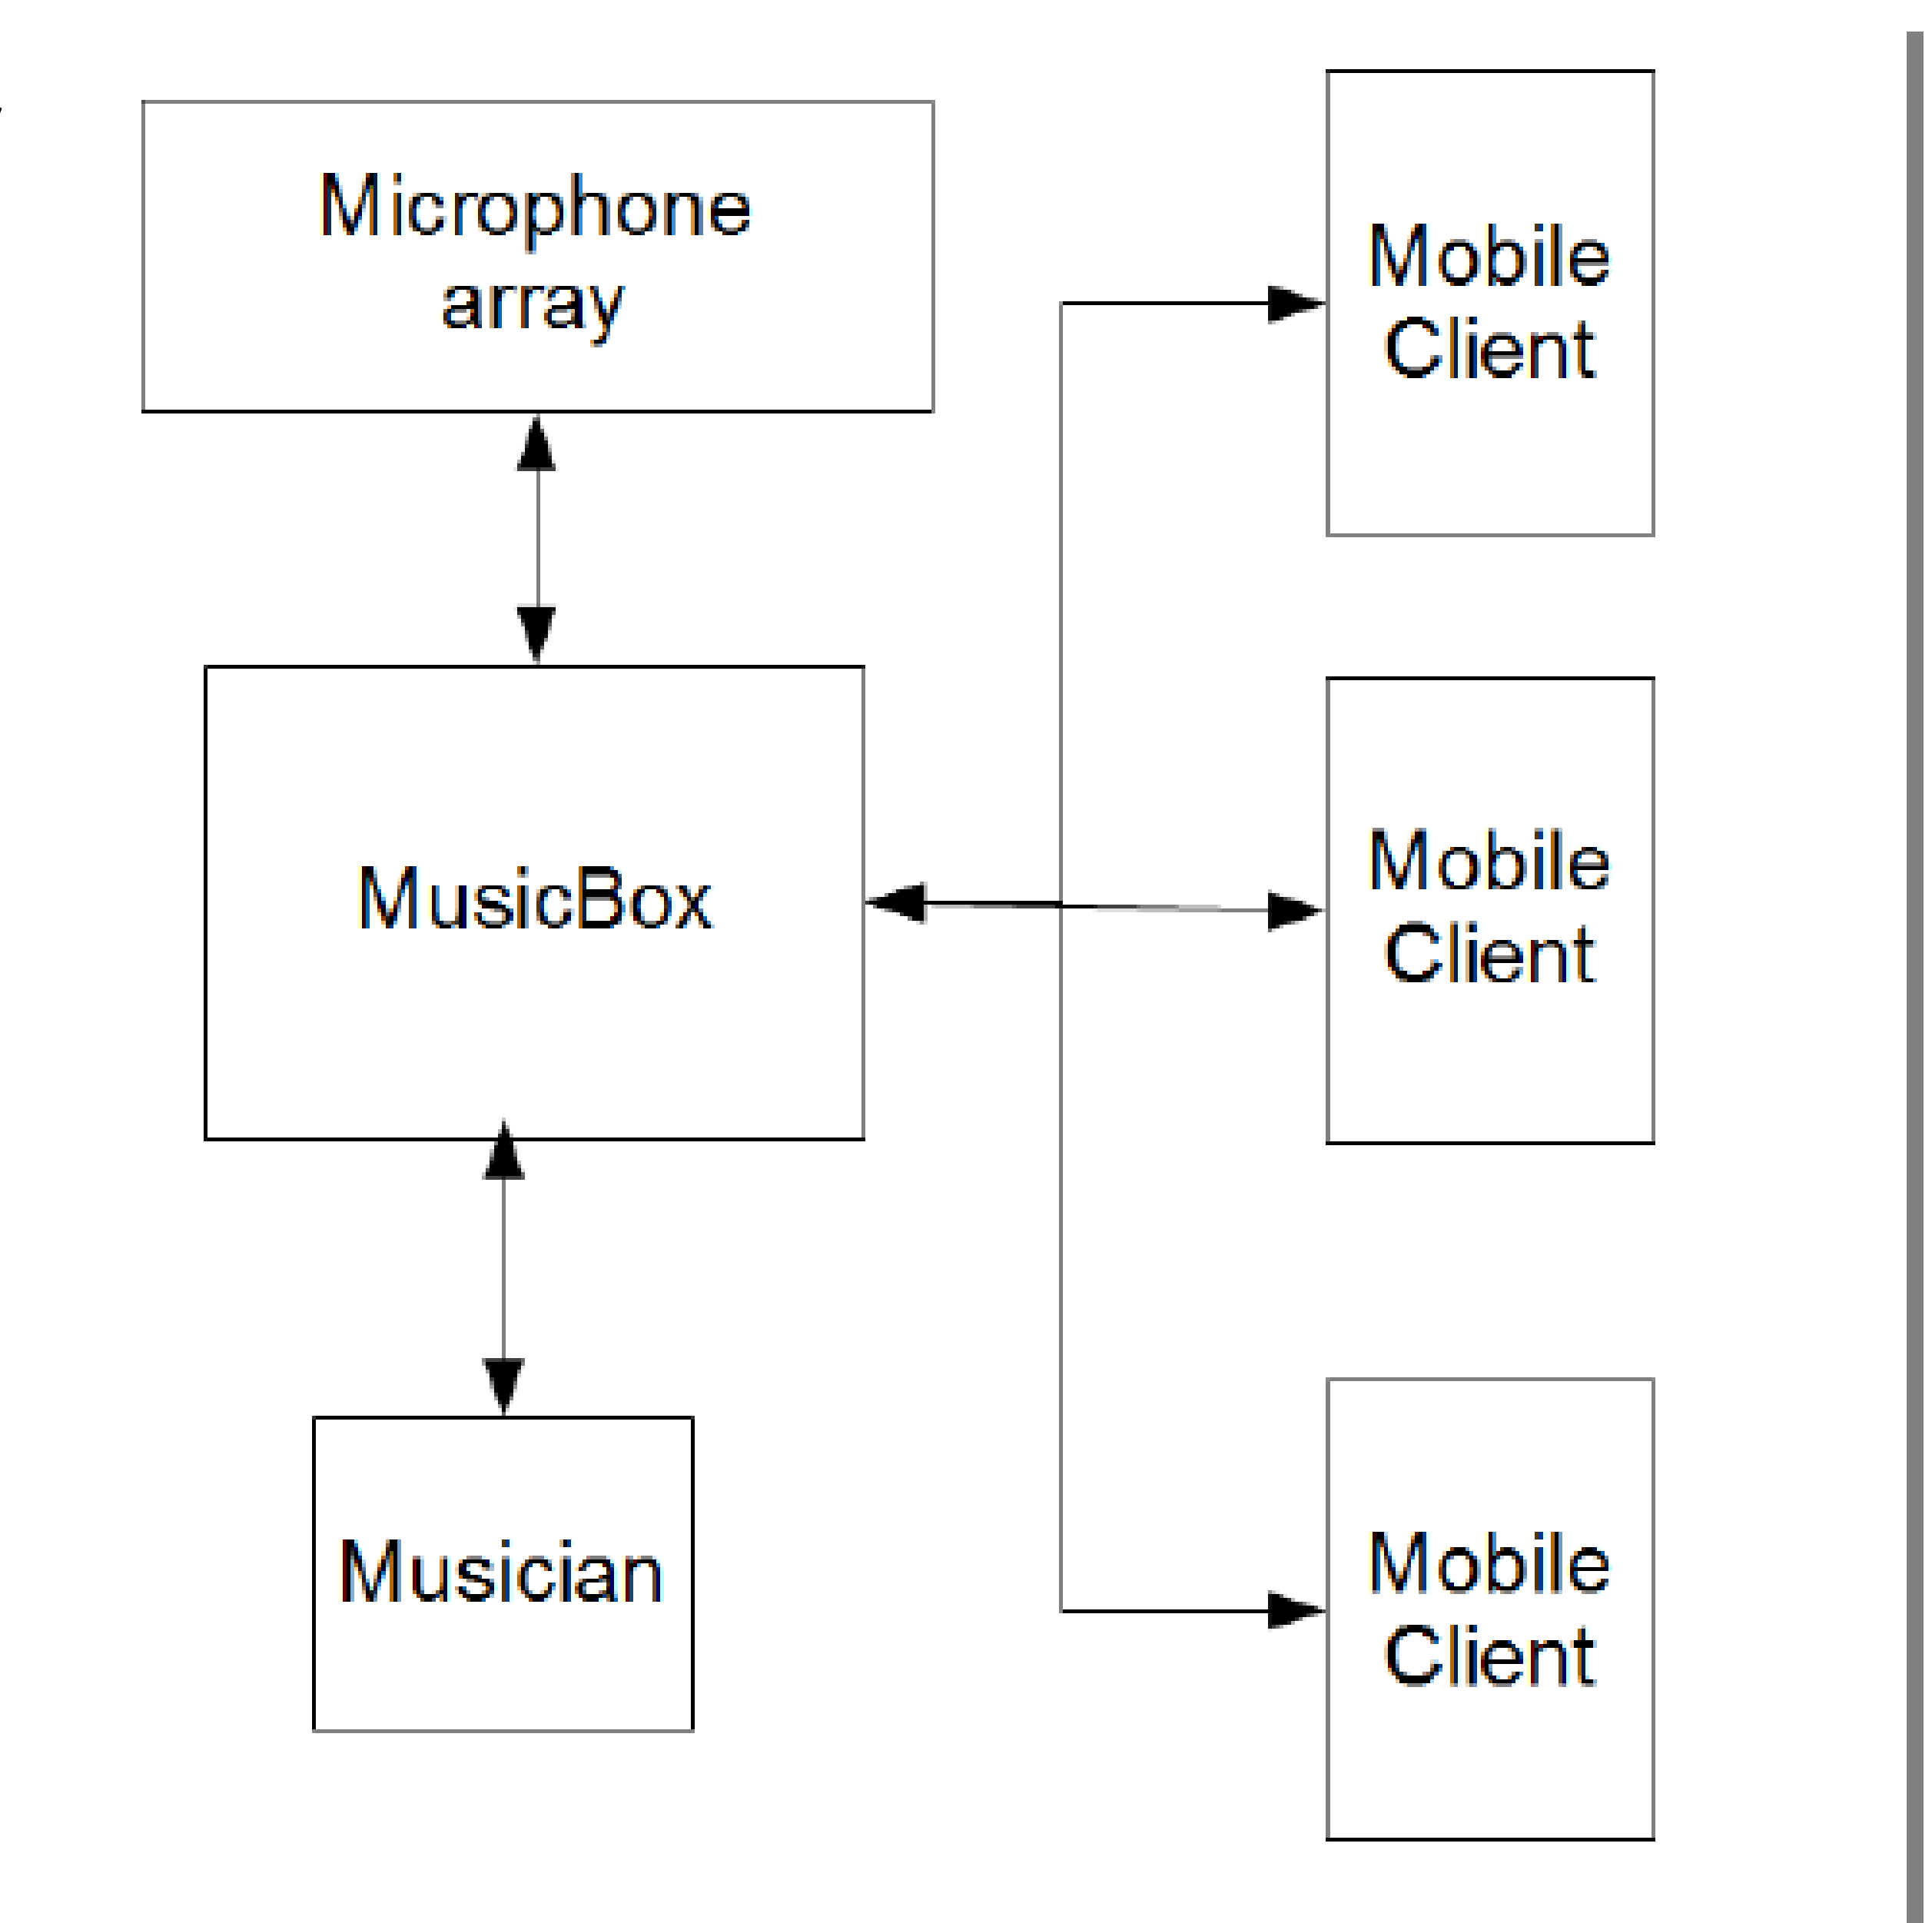 Microphone
array
Mobile
Client
MusicBox
Mobile
Client
Musician
Mobile
Client